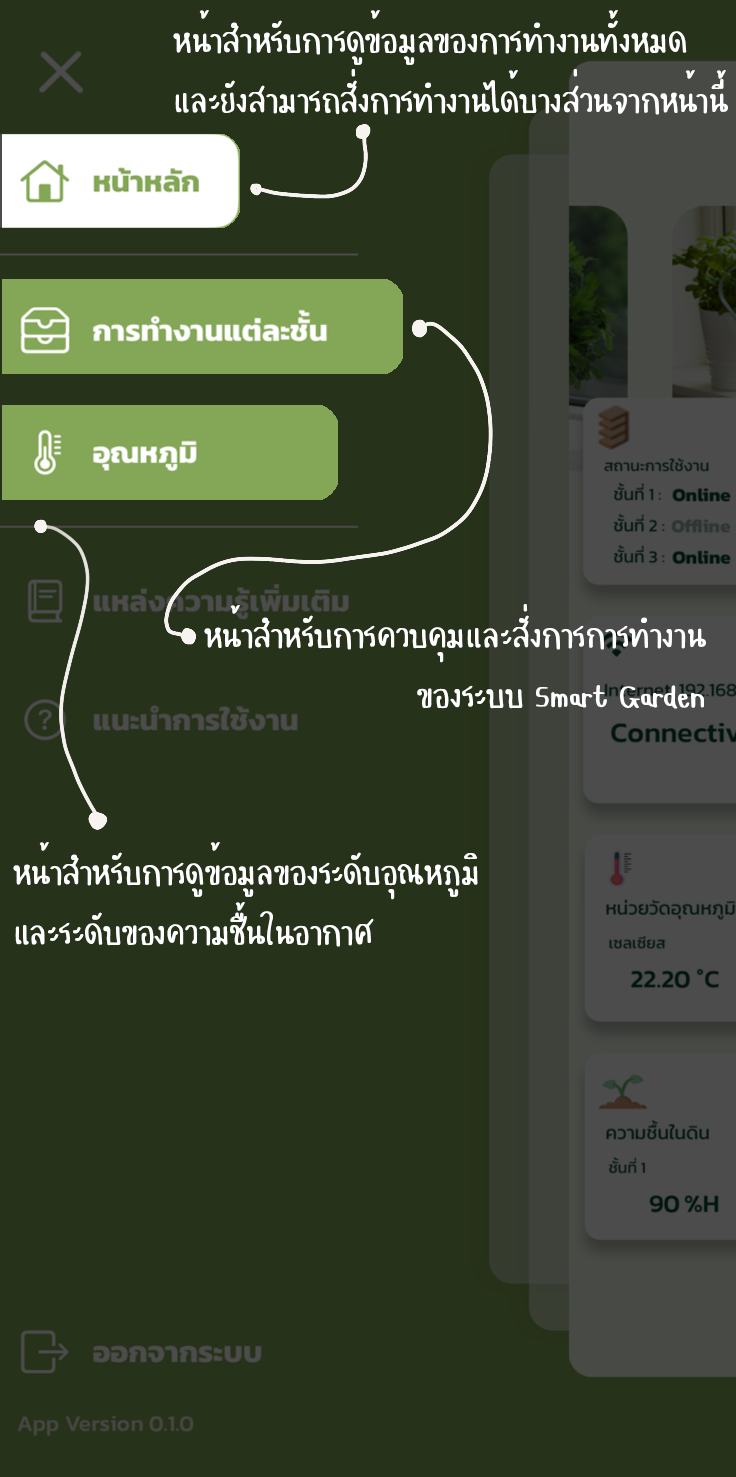 หน้าสำหรับการดูข้อมูลของการทำงานทั้งหมด
และยังสามารถสั่งการทำงานได้บางส่วนจากหน้านี้
หน้าหลัก
การทำงานแต่ละชั้น
อุณหภูมิ
แหล่งความรู้เพิ่มเติม
หน้าสำหรับการควบคุมและสั่งการการทำงาน
ของระบบ Smart Garden
แนะนำการใช้งาน
หน้าสำหรับการดูข้อมูลของระดับอุณหภูมิ
และระดับของความชื้นในอากาศ
ออกจากระบบ
App Version 0.1.0
สถานะการใช้งาน
ชั้นที่ 1 : Online
ชั้นที่ 2 : Offline
ชั้นที่ 3 : Online
Internet 192.168
Connectiv
หน่วยวัดอุณหภูมิ
เซลเซียส
22.20 °C
ความชื้นในดิน
ชั้นที่ 1
90 %H